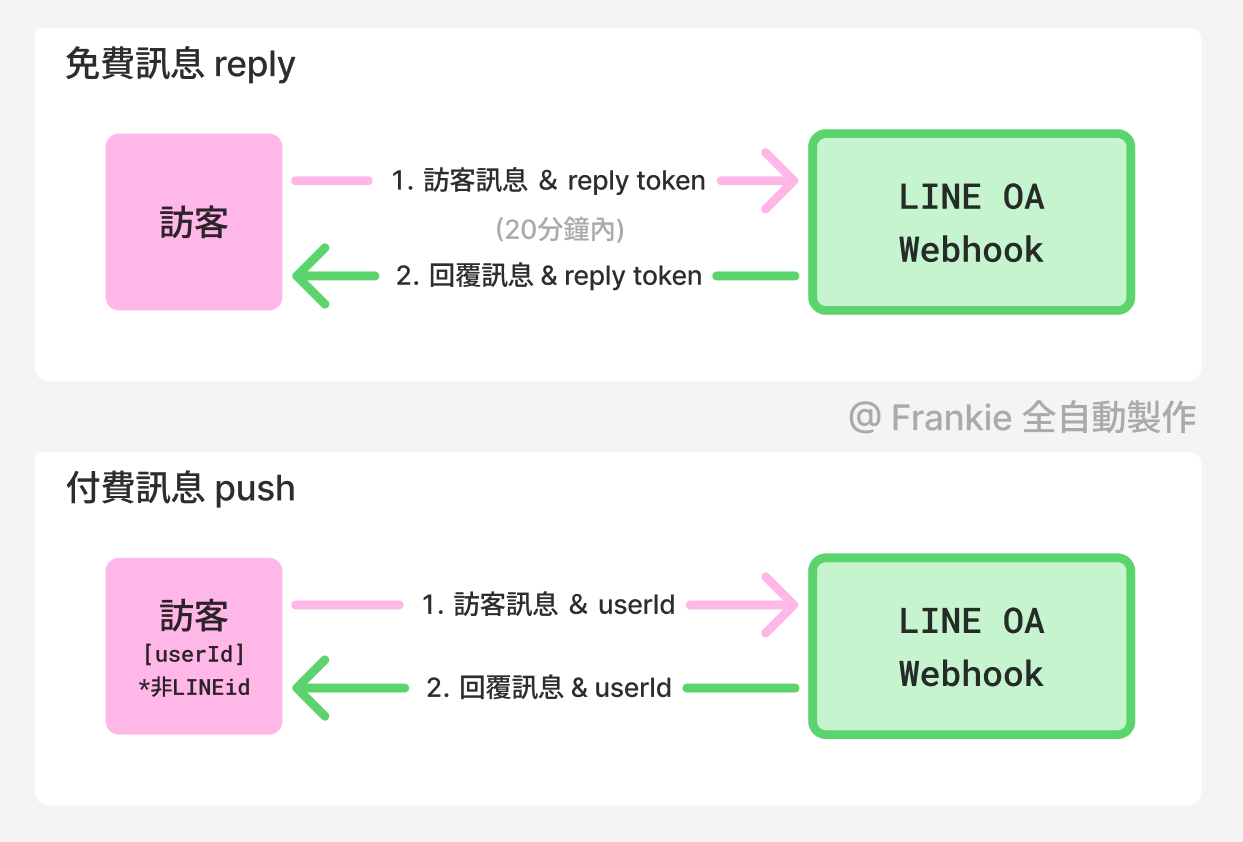 免費訊息 reply
訪客
1. 訪客訊息 & reply token
(20分鐘內)
2. 回覆訊息 & reply token
LINE OA
Webhook
@ Frankie 全自動製作
付費訊息 push
訪客
[userId]
*非LINEid
1. 訪客訊息 & userId
2. 回覆訊息 & userId
LINE OA
Webhook